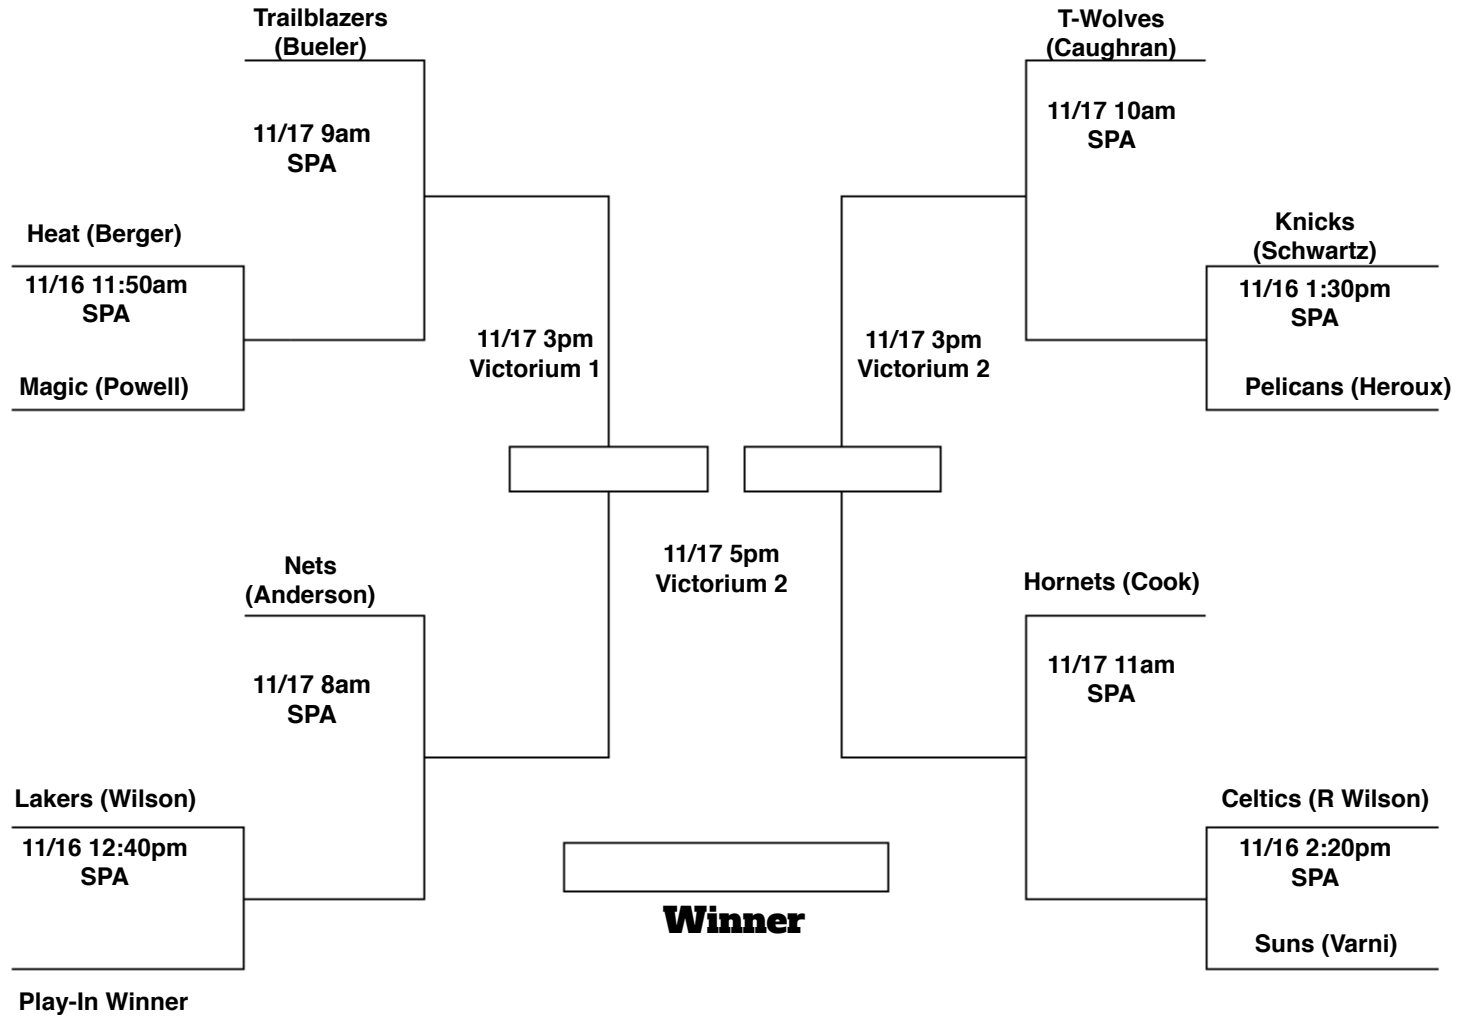 Trailblazers
(Bueler)
11/17 9am
SPA
Heat (Berger)
11/16 11:50am
SPA
Magic (Powell)
11/17 3pm
Victorium 1
Nets
(Anderson)
11/17 8am
SPA
Lakers (Wilson)
11/16 12:40pm
SPA
Play-In Winner
11/17 5pm
Victorium 2
Winner
T-Wolves
(Caughran)
11/17 10am
SPA
Knicks
(Schwartz)
11/16 1:30pm
SPA
Pelicans (Heroux)
11/17 3pm
Victorium 2
Hornets (Cook)
11/17 11am
SPA
Celtics (R Wilson)
11/16 2:20pm
SPA
Suns (Varni)